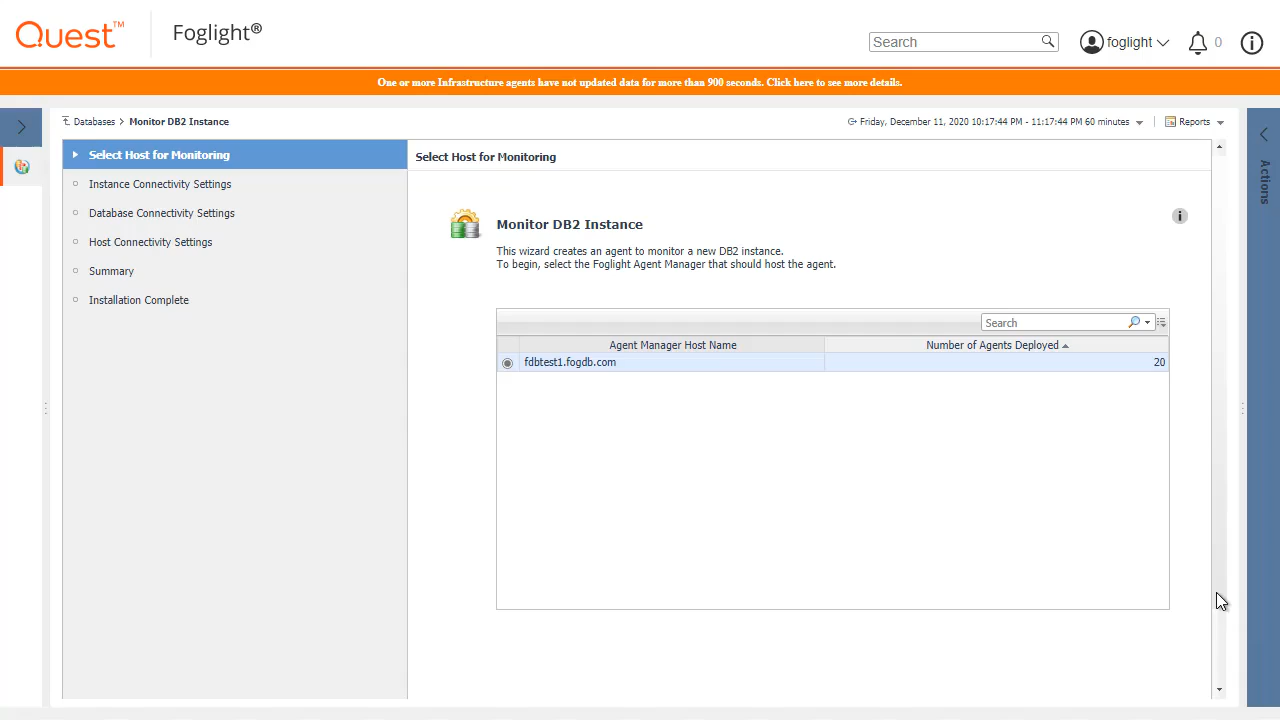 Quest™
Foglight®
Search
foglight
0
One or more Infrastructure agents have not updated data for more than 900 seconds. Click here to see more details.
Databases > Monitor DB2 Instance
Friday, December 11, 2020 10:17:44 PM - 11:17:44 PM 60 minutes
Reports
Actions
Select Host for Monitoring
Instance Connectivity Settings
Database Connectivity Settings
Host Connectivity Settings
Summary
Installation Complete
Select Host for Monitoring
Monitor DB2 Instance
This wizard creates an agent to monitor a new DB2 instance.
To begin, select the Foglight Agent Manager that should host the agent.
Search
Agent Manager Host Name
Number of Agents Deployed
fdbtest1.fogdb.com
20